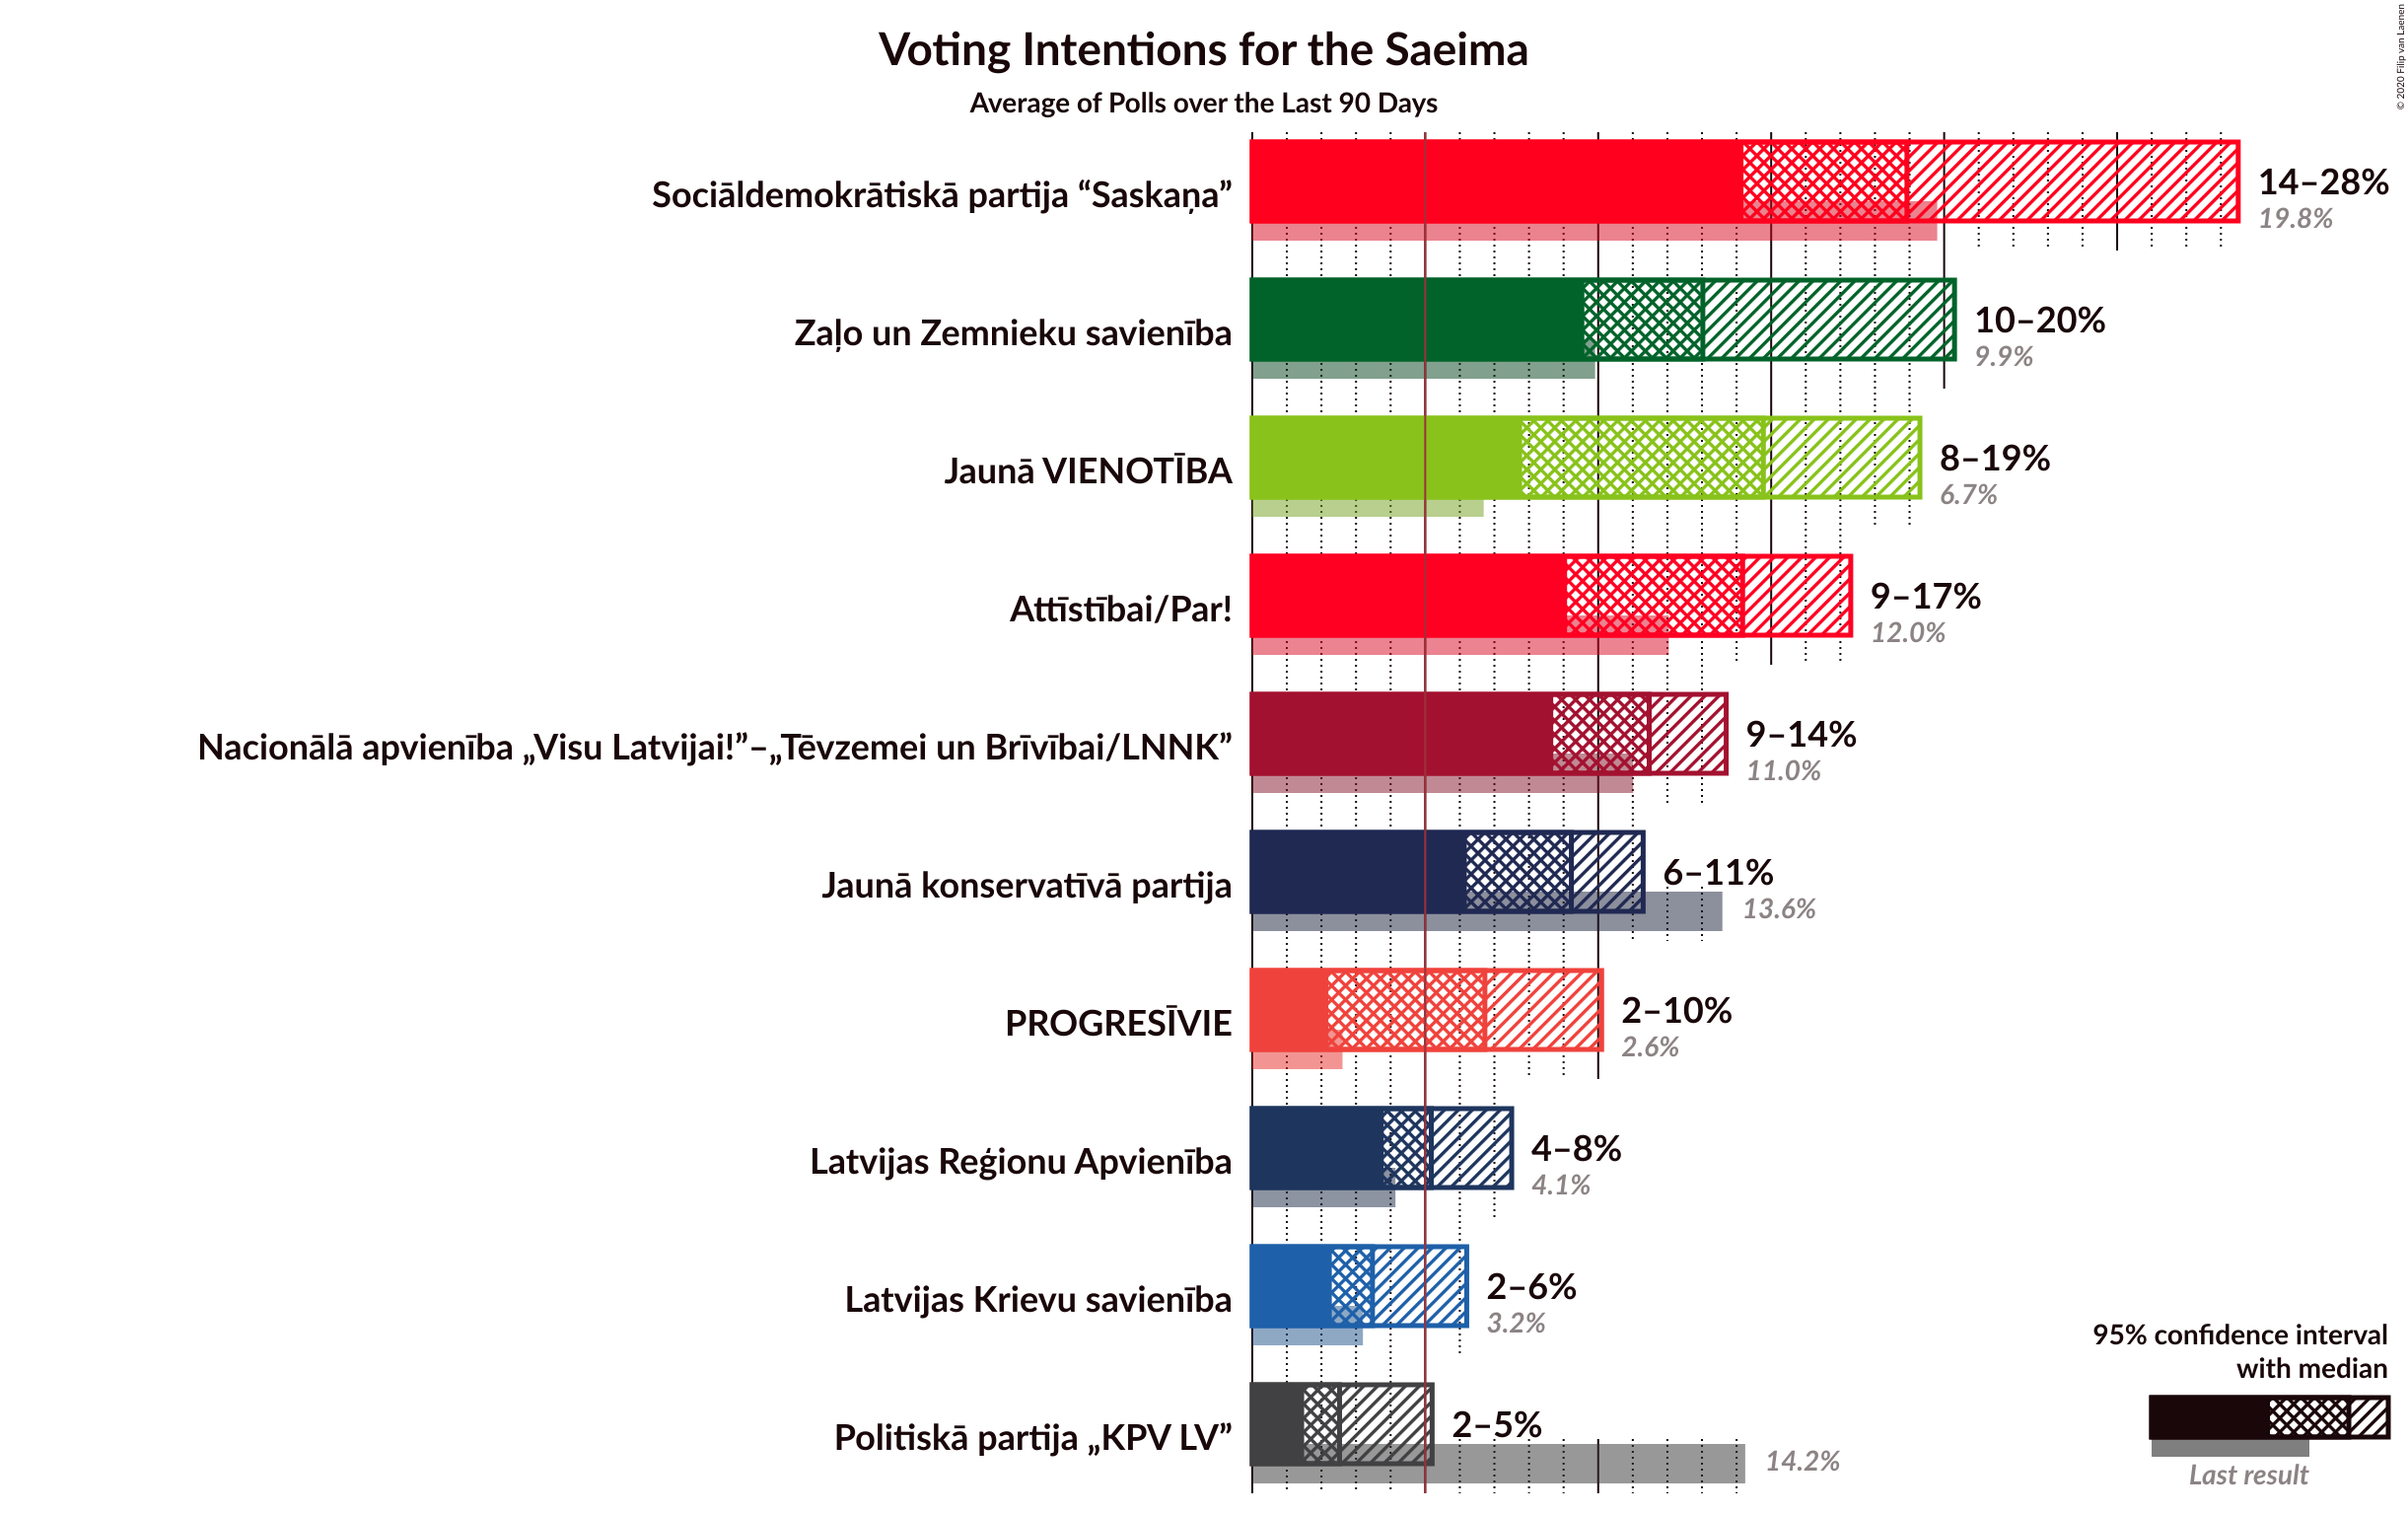 Voting Intentions for the Saeima
Average of Polls over the Last 90 Days
© 2020 Filip van Laenen
Sociāldemokrātiskā partija “Saskaņa”
14–28%
19.8%
Zaļo un Zemnieku savienība
10–20%
9.9%
Jaunā VIENOTĪBA
8–19%
6.7%
Attīstībai/Par!
9–17%
12.0%
Nacionālā apvienība „Visu Latvijai!”–„Tēvzemei un Brīvībai/LNNK”
9–14%
11.0%
Jaunā konservatīvā partija
6–11%
13.6%
PROGRESĪVIE
2–10%
2.6%
Latvijas Reģionu Apvienība
4–8%
4.1%
Latvijas Krievu savienība
2–6%
3.2%
Politiskā partija „KPV LV”
2–5%
14.2%
95% confidence interval
with median
Last result